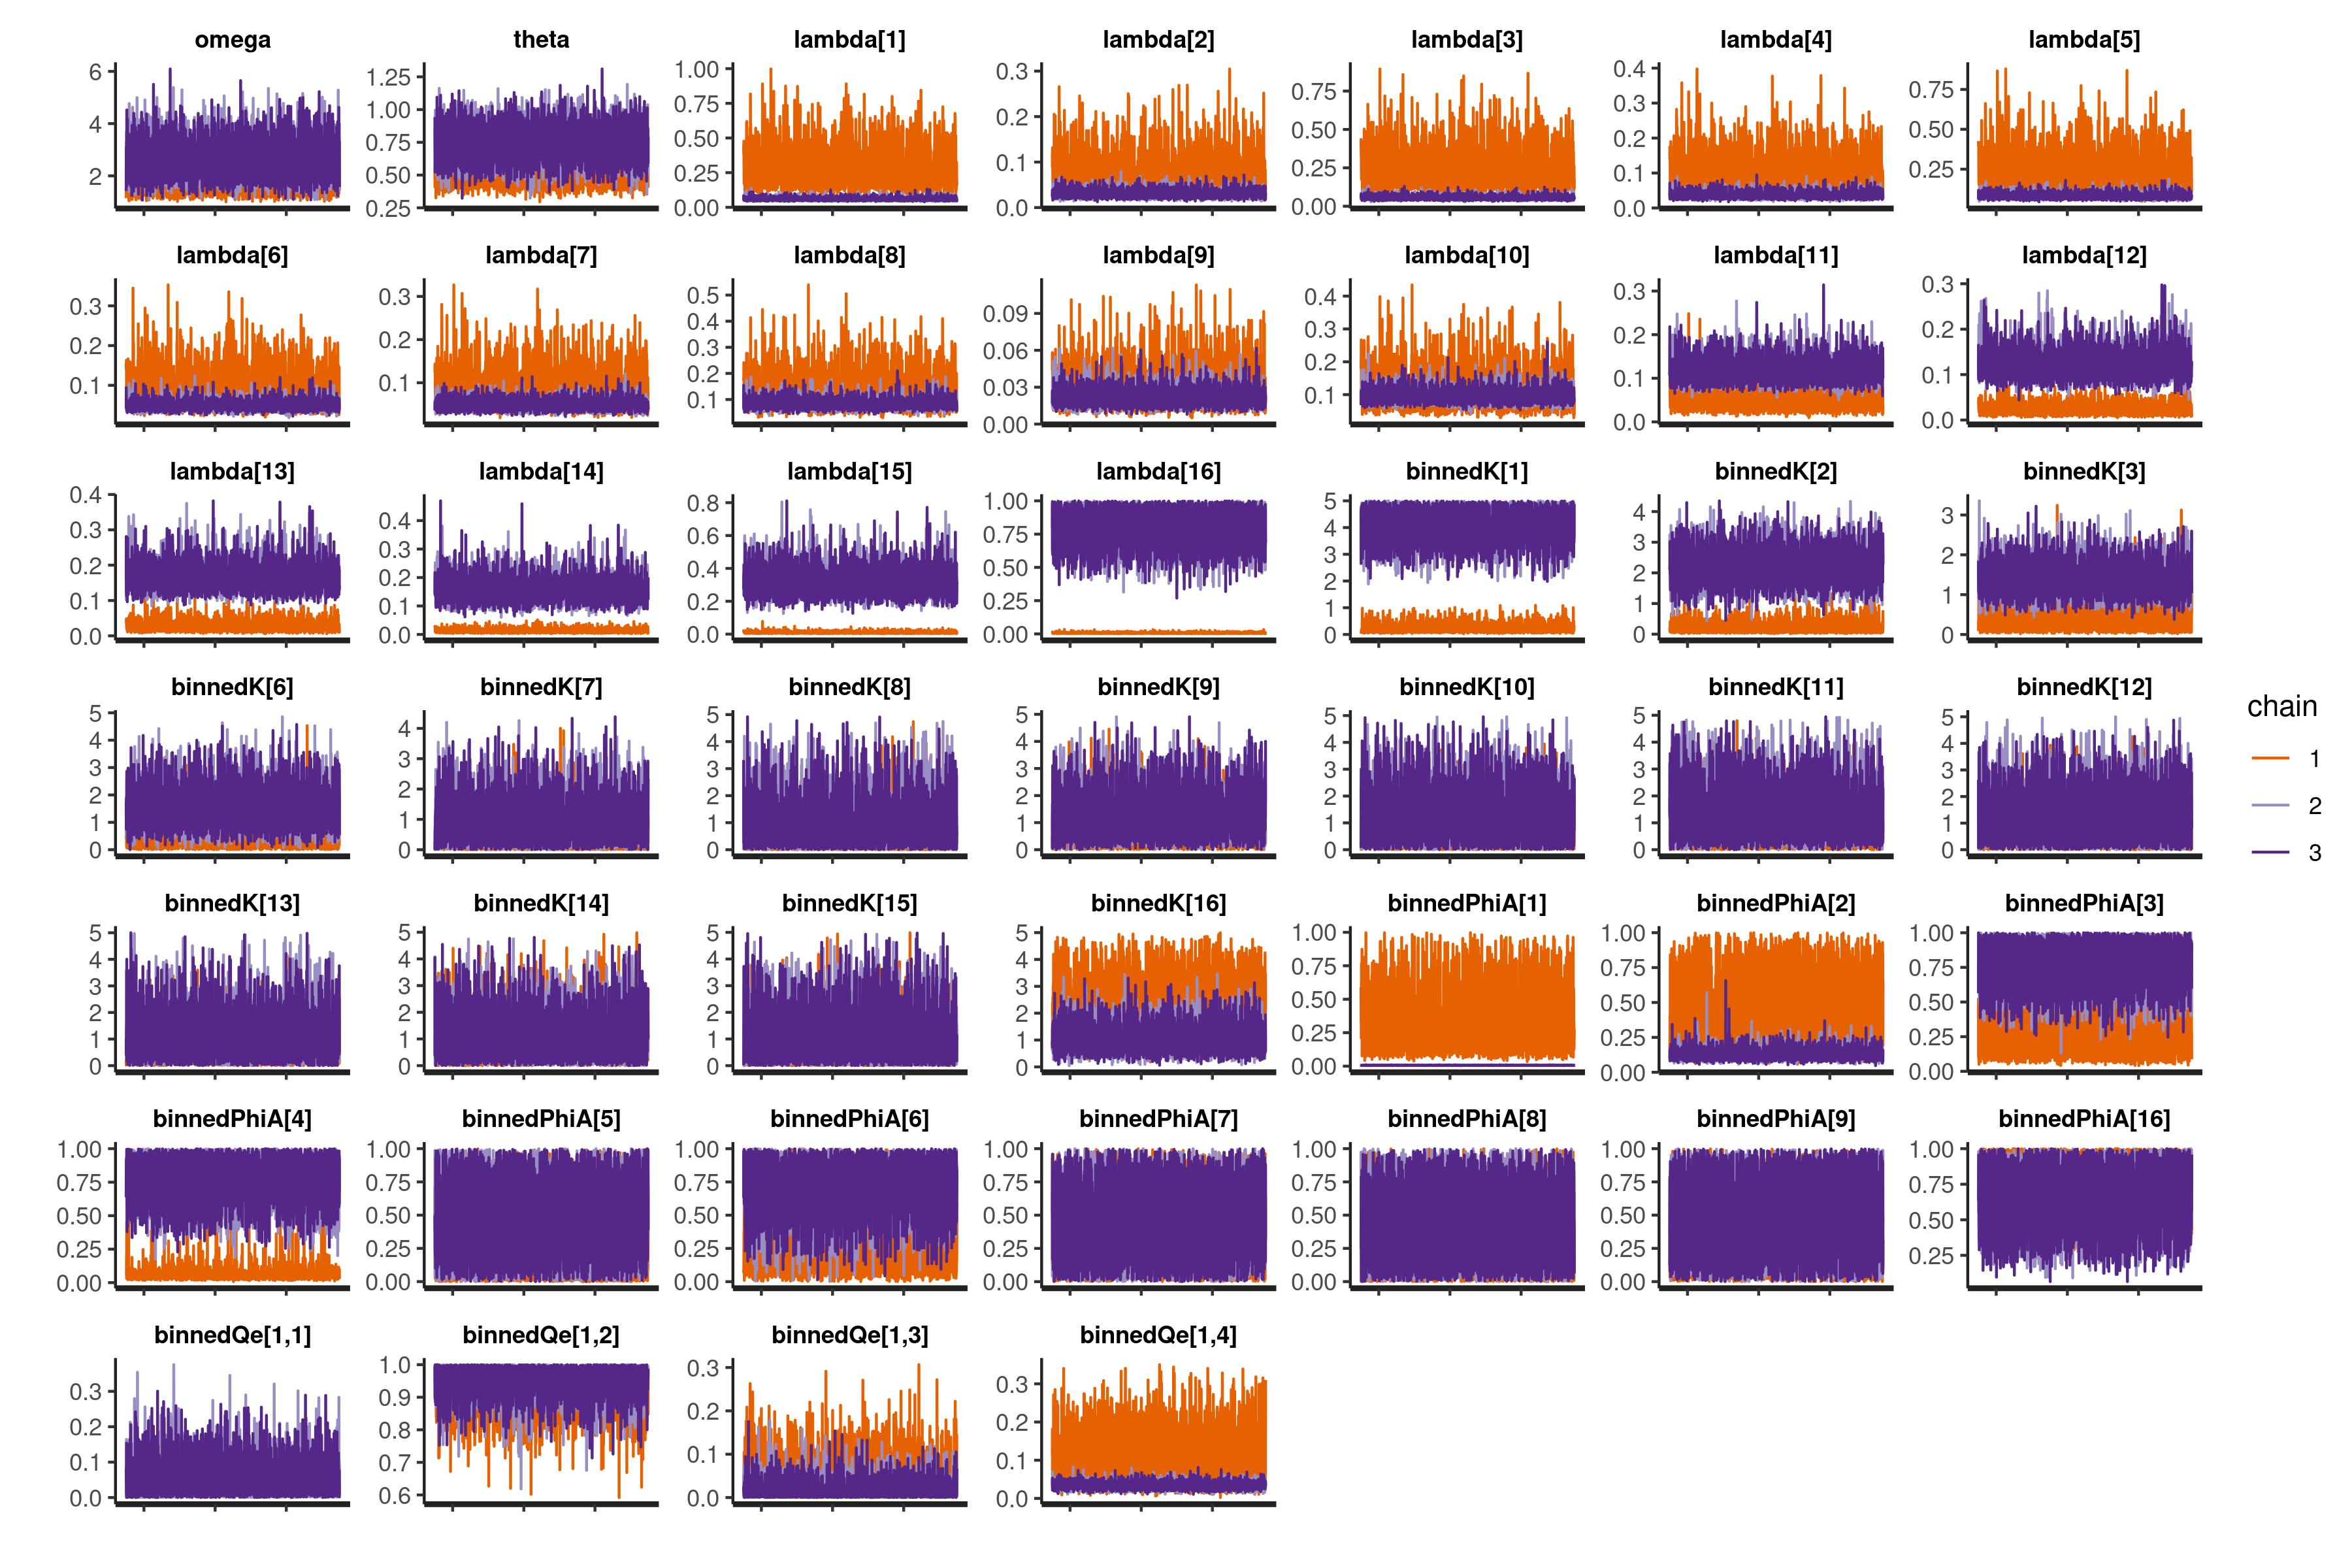 omega theta lambda[1] lambda[2] lambda[3] lambda[4] lambda[5]
6 4 2
1.25 1.00 0.75 0.50 0.25
1.00 0.75 0.50 0.25 0.00
0.3 0.2 0.1 0.0
0.75 0.50 0.25 0.00
0.4 0.3 0.2 0.1 0.0
0.75 0.50 0.25
lambda[6] lambda[7] lambda[8] lambda[9] lambda[10] lambda[11] lambda[12]
0.3 0.2 0.1
0.3 0.2 0.1
0.5 0.4 0.3 0.2 0.1
0.09 0.06 0.03 0.00
0.4 0.3 0.2 0.1
0.3 0.2 0.1 0.0
0.3 0.2 0.1 0.0
lambda[13] lambda[14] lambda[15] lambda[16] binnedK[1] binnedK[2] binnedK[3]
0.4 0.3 0.2 0.1 0.0
0.4 0.3 0.2 0.1 0.0
0.8 0.6 0.4 0.2 0.0
1.00 0.75 0.50 0.25 0.00
5 4 3 2 1 0
4 3 2 1 0
3 2 1 0
binnedK[6] binnedK[7] binnedK[8] binnedK[9] binnedK[10] binnedK[11] binnedK[12]
5 4 3 2 1 0
4 3 2 1 0
5 4 3 2 1 0
5 4 3 2 1 0
5 4 3 2 1 0
5 4 3 2 1 0
5 4 3 2 1 0
chain
1
2
3
binnedK[13] binnedK[14] binnedK[15] binnedK[16] binnedPhiA[1] binnedPhiA[2] binnedPhiA[3]
5 4 3 2 1 0
5 4 3 2 1 0
5 4 3 2 1 0
5 4 3 2 1 0
1.00 0.75 0.50 0.25 0.00
1.00 0.75 0.50 0.25 0.00
1.00 0.75 0.50 0.25 0.00
binnedPhiA[4] binnedPhiA[5] binnedPhiA[6] binnedPhiA[7] binnedPhiA[8] binnedPhiA[9] binnedPhiA[16]
1.00 0.75 0.50 0.25 0.00
1.00 0.75 0.50 0.25 0.00
1.00 0.75 0.50 0.25 0.00
1.00 0.75 0.50 0.25 0.00
1.00 0.75 0.50 0.25 0.00
1.00 0.75 0.50 0.25 0.00
1.00 0.75 0.50 0.25
binnedQe[1,1] binnedQe[1,2] binnedQe[1,3] binnedQe[1,4]
0.3 0.2 0.1 0.0
1.0 0.9 0.8 0.7 0.6
0.3 0.2 0.1 0.0
0.3 0.2 0.1 0.0